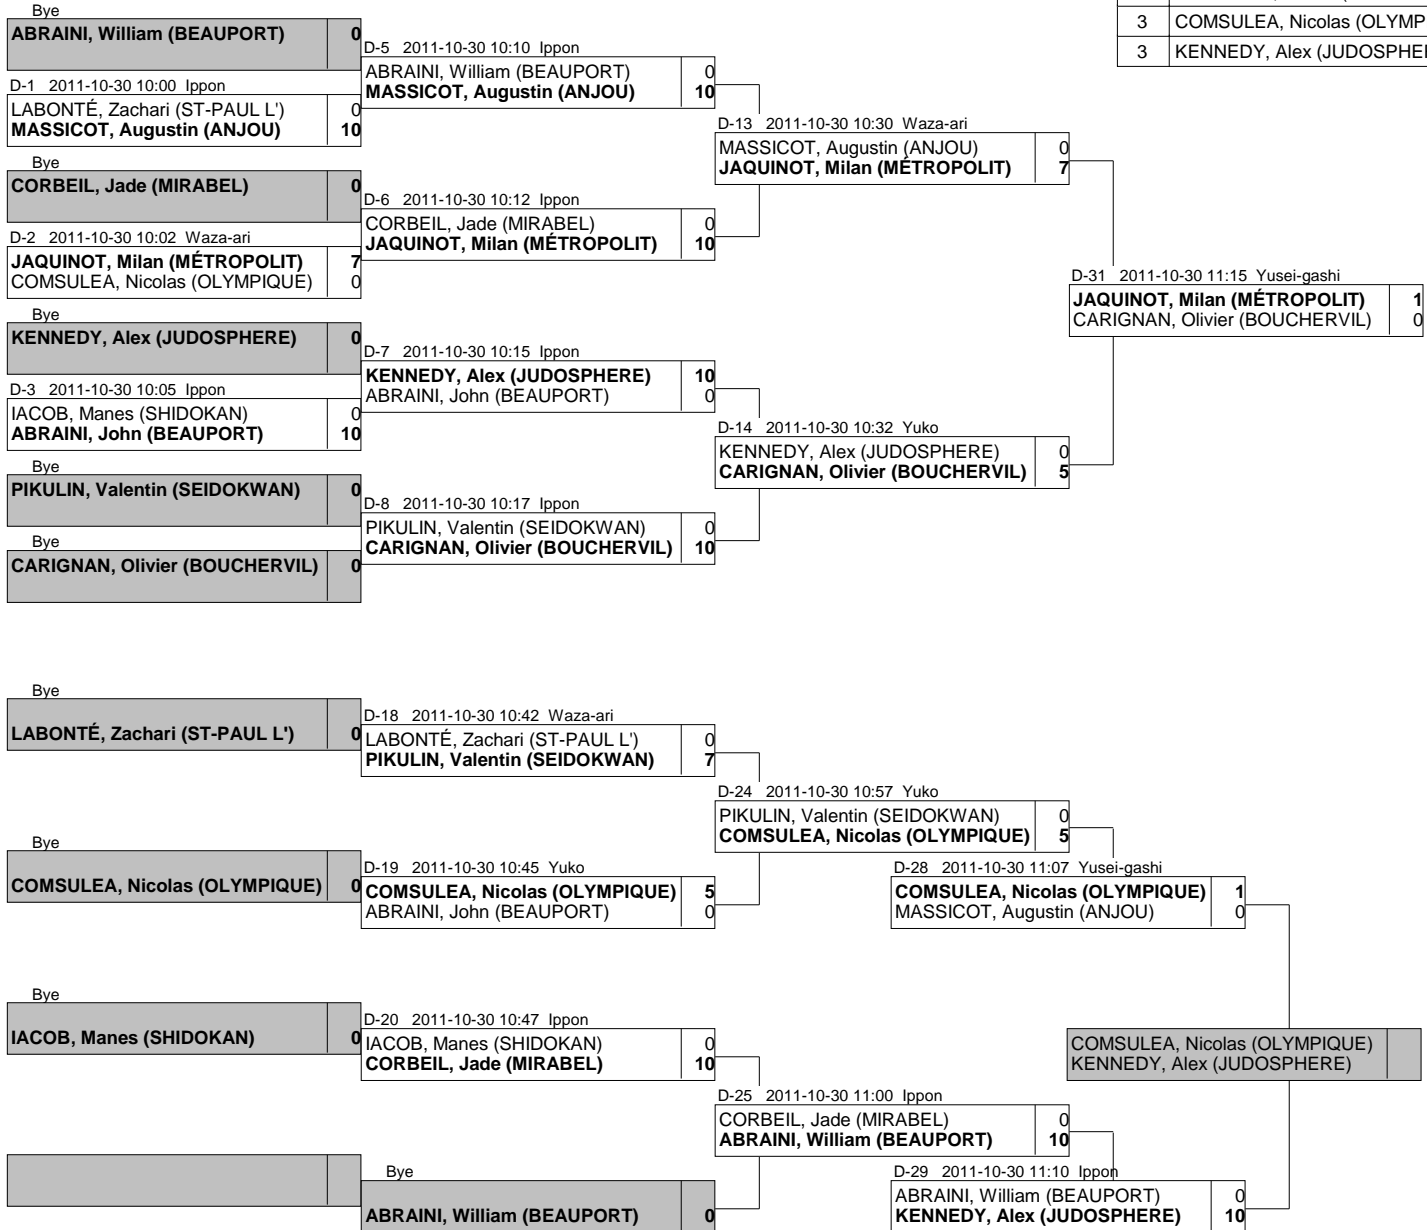 3 COMSULEA, Nicolas (OLYMP
3 KENNEDY, Alex (JUDOSPHE
Bye
ABRAINI, William (BEAUPORT) 0
D-1 2011-10-30 10:00 Ippon
LABONTÉ, Zachari (ST-PAUL L') 0
MASSICOT, Augustin (ANJOU) 10
Bye
CORBEIL, Jade (MIRABEL) 0
D-2 2011-10-30 10:02 Waza-ari
JAQUINOT, Milan (MÉTROPOLIT) 7
COMSULEA, Nicolas (OLYMPIQUE) 0
Bye
KENNEDY, Alex (JUDOSPHERE) 0
D-3 2011-10-30 10:05 Ippon
IACOB, Manes (SHIDOKAN) 0
ABRAINI, John (BEAUPORT) 10
Bye
PIKULIN, Valentin (SEIDOKWAN) 0
Bye
CARIGNAN, Olivier (BOUCHERVIL) 0
D-5 2011-10-30 10:10 Ippon
ABRAINI, William (BEAUPORT) 0
MASSICOT, Augustin (ANJOU) 10
D-6 2011-10-30 10:12 Ippon
CORBEIL, Jade (MIRABEL) 0
JAQUINOT, Milan (MÉTROPOLIT) 10
D-7 2011-10-30 10:15 Ippon
KENNEDY, Alex (JUDOSPHERE) 10
ABRAINI, John (BEAUPORT) 0
D-8 2011-10-30 10:17 Ippon
PIKULIN, Valentin (SEIDOKWAN) 0
CARIGNAN, Olivier (BOUCHERVIL) 10
D-13 2011-10-30 10:30 Waza-ari
MASSICOT, Augustin (ANJOU) 0
JAQUINOT, Milan (MÉTROPOLIT) 7
D-14 2011-10-30 10:32 Yuko
KENNEDY, Alex (JUDOSPHERE) 0
CARIGNAN, Olivier (BOUCHERVIL) 5
D-31 2011-10-30 11:15 Yusei-gashi
JAQUINOT, Milan (MÉTROPOLIT) 1
CARIGNAN, Olivier (BOUCHERVIL) 0
Bye
LABONTÉ, Zachari (ST-PAUL L') 0
Bye
COMSULEA, Nicolas (OLYMPIQUE) 0
Bye
IACOB, Manes (SHIDOKAN) 0
D-18 2011-10-30 10:42 Waza-ari
LABONTÉ, Zachari (ST-PAUL L') 0
PIKULIN, Valentin (SEIDOKWAN) 7
D-19 2011-10-30 10:45 Yuko
COMSULEA, Nicolas (OLYMPIQUE) 5
ABRAINI, John (BEAUPORT) 0
D-20 2011-10-30 10:47 Ippon
IACOB, Manes (SHIDOKAN) 0
CORBEIL, Jade (MIRABEL) 10
Bye
ABRAINI, William (BEAUPORT) 0
D-24 2011-10-30 10:57 Yuko
PIKULIN, Valentin (SEIDOKWAN) 0
COMSULEA, Nicolas (OLYMPIQUE) 5
D-25 2011-10-30 11:00 Ippon
CORBEIL, Jade (MIRABEL) 0
ABRAINI, William (BEAUPORT) 10
D-28 2011-10-30 11:07 Yusei-gashi
COMSULEA, Nicolas (OLYMPIQUE) 1
MASSICOT, Augustin (ANJOU) 0
D-29 2011-10-30 11:10 Ippon
ABRAINI, William (BEAUPORT) 0
KENNEDY, Alex (JUDOSPHERE) 10
COMSULEA, Nicolas (OLYMPIQUE)
KENNEDY, Alex (JUDOSPHERE)